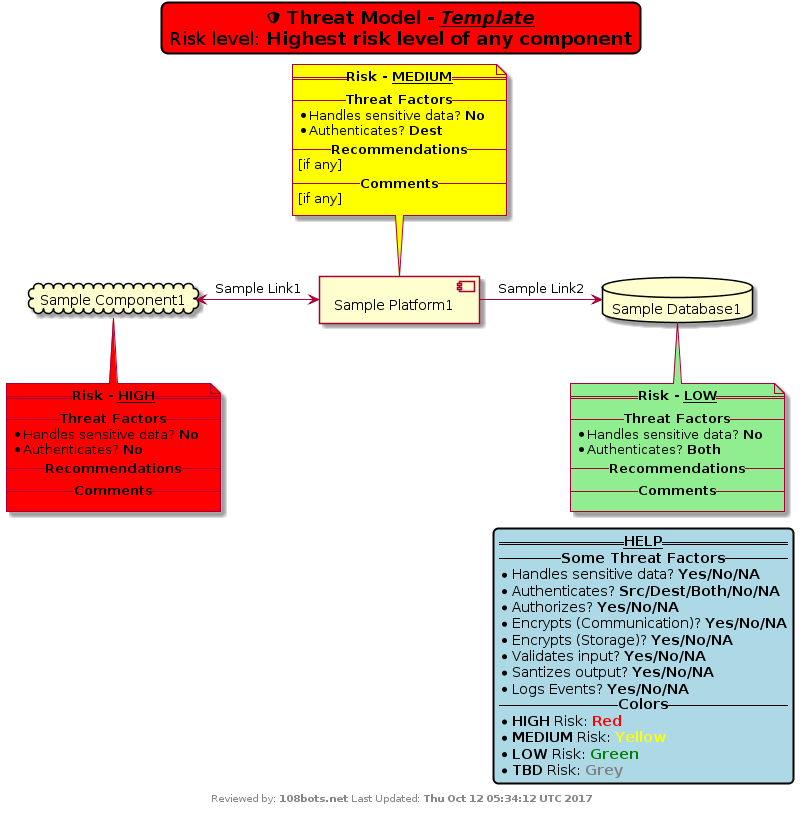 Threat Model - Template
Risk level: Highest risk level of any component
Risk - MEDIUM
Threat Factors
• Handles sensitive data? No
• Authenticates? Dest
Recommendations
[if any]
Comments
[if any]
Sample Component1
Sample Link1
Sample Platform1
Sample Link2
Sample Database1
Risk - HIGH
Threat Factors
• Handles sensitive data? No
• Authenticates? No
Recommendations
Comments
Risk - LOW
Threat Factors
• Handles sensitive data? No
• Authenticates? Both
Recommendations
Comments
HELP
Some Threat Factors
• Handles sensitive data? Yes/No/NA
• Authenticates? Src/Dest/Both/No/NA
• Authorizes? Yes/No/NA
• Encrypts (Communication)? Yes/No/NA
• Encrypts (Storage)? Yes/No/NA
• Validates input? Yes/No/NA
• Santizes output? Yes/No/NA
• Logs Events? Yes/No/NA
Colors
• HIGH Risk: Red
• MEDIUM Risk: Yellow
• LOW Risk: Green
• TBD Risk: Grey
Reviewed by: 108bots.net Last Updated: Thu Oct 12 05:34:12 UTC 2017